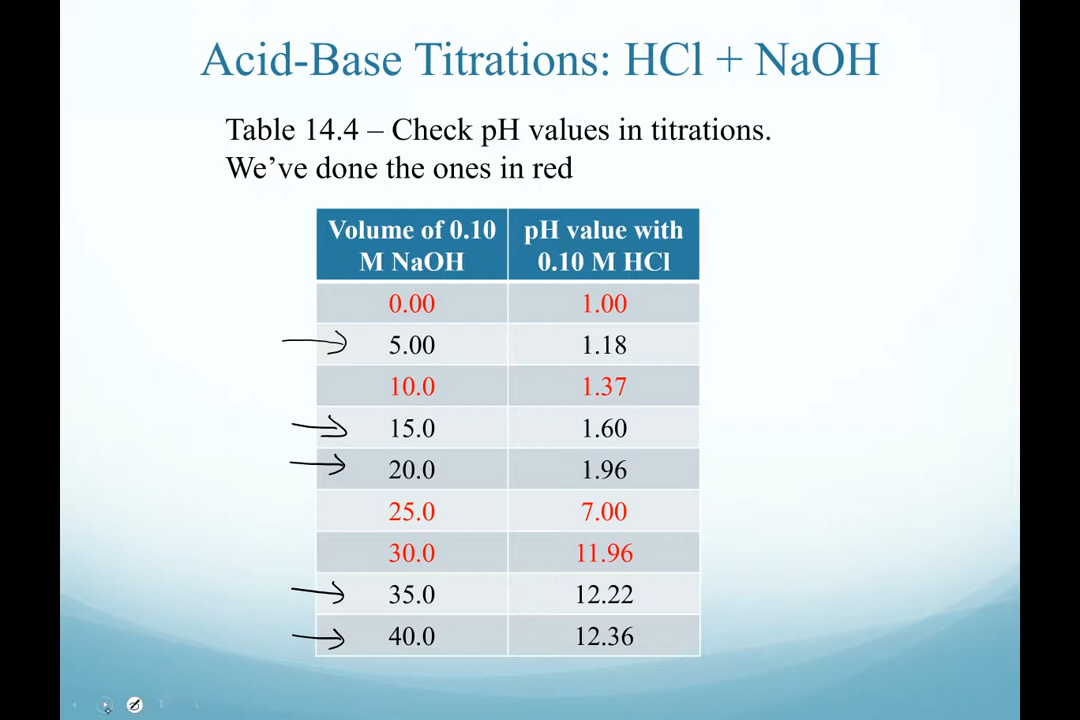 Acid-Base Titrations: HCl + NaOH
Table 14.4 – Check pH values in titrations.
We’ve done the ones in red
Volume of 0.10 M NaOH pH value with 0.10 M HCl
0.00 1.00
5.00 1.18
10.0 1.37
15.0 1.60
20.0 1.96
25.0 7.00
30.0 11.96
35.0 12.22
40.0 12.36